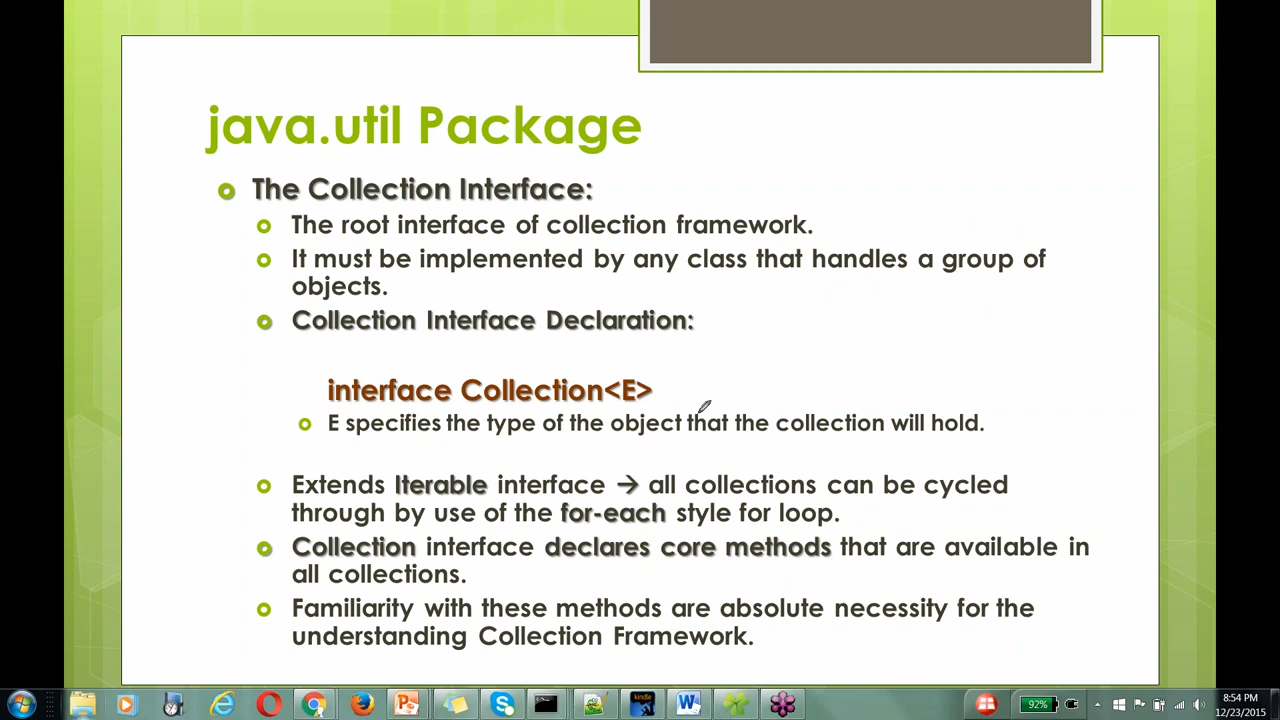 java.util Package
The Collection Interface:
The root interface of collection framework.
It must be implemented by any class that handles a group of
objects.
Collection Interface Declaration:
interface Collection<E>
E specifies the type of the object that the collection will hold.
Extends Iterable interface → all collections can be cycled
through by use of the for-each style for loop.
Collection interface declares core methods that are available in
all collections.
Familiarity with these methods are absolute necessity for the
understanding Collection Framework.
kindle
92%
8:54 PM
12/23/2015